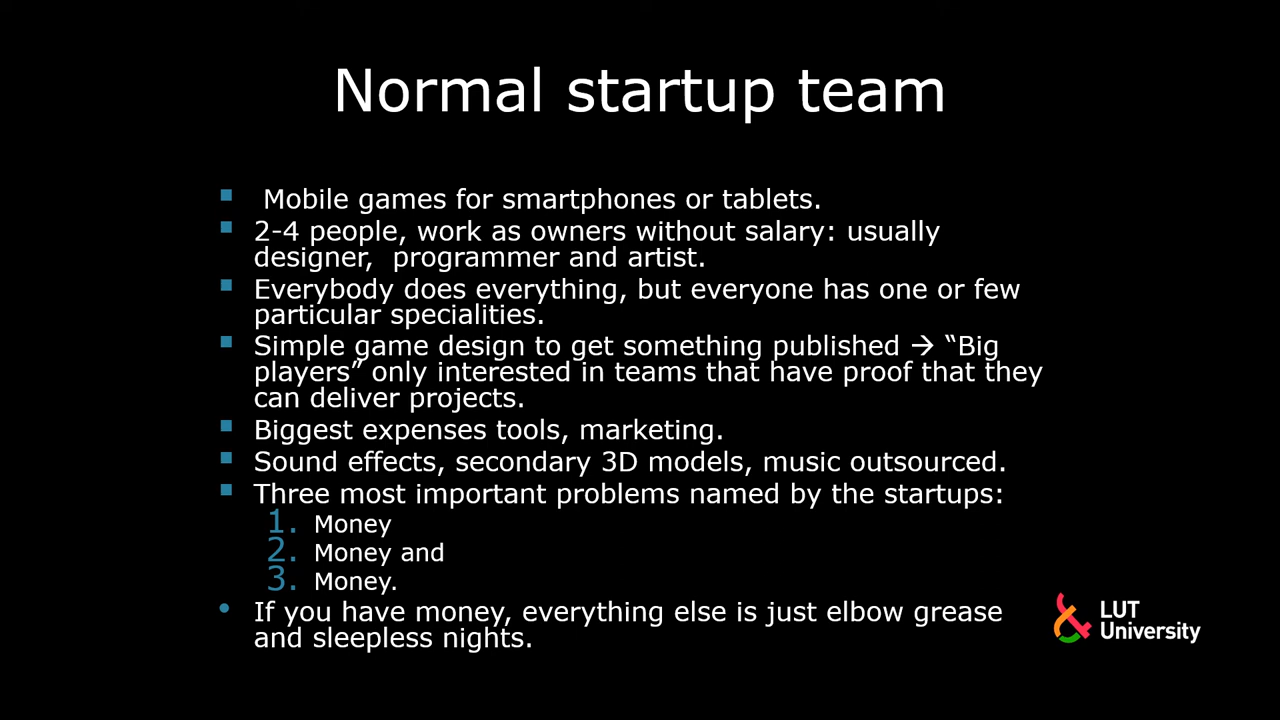 Normal startup team
Mobile games for smartphones or tablets.
2-4 people, work as owners without salary: usually
designer,  programmer and artist.
Everybody does everything, but everyone has one or few
particular specialities.
Simple game design to get something published → “Big
players” only interested in teams that have proof that they
can deliver projects.
Biggest expenses tools, marketing.
Sound effects, secondary 3D models, music outsourced.
Three most important problems named by the startups:
1. Money
2. Money and
3. Money.
If you have money, everything else is just elbow grease
and sleepless nights.
LUT
University